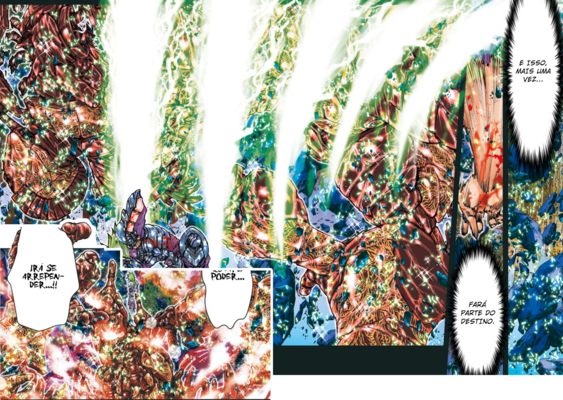 E ISSO,
MAIS UMA
VEZ...
FARÁ
PARTE DO
DESTINO.
PODER...
IRÁ SE
ARREPEN-
DER...!!